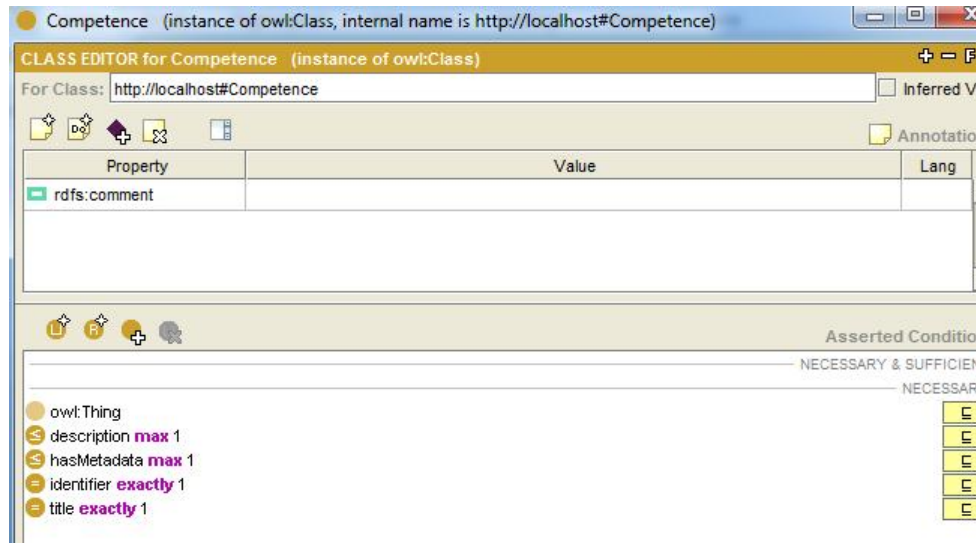 Competence (instance of owl:Class, internal name is http://localhost#Competence)
CLASS EDITOR for Competence (instance of owl:Class)
For Class: http://localhost#Competence Inferred V
Annotatio
Property Value Lang
rdfs:comment
Asserted Conditio
NECESSARY & SUFFICIEN
NECESSAR
owl:Thing
description max 1
hasMetadata max 1
identifier exactly 1
title exactly 1